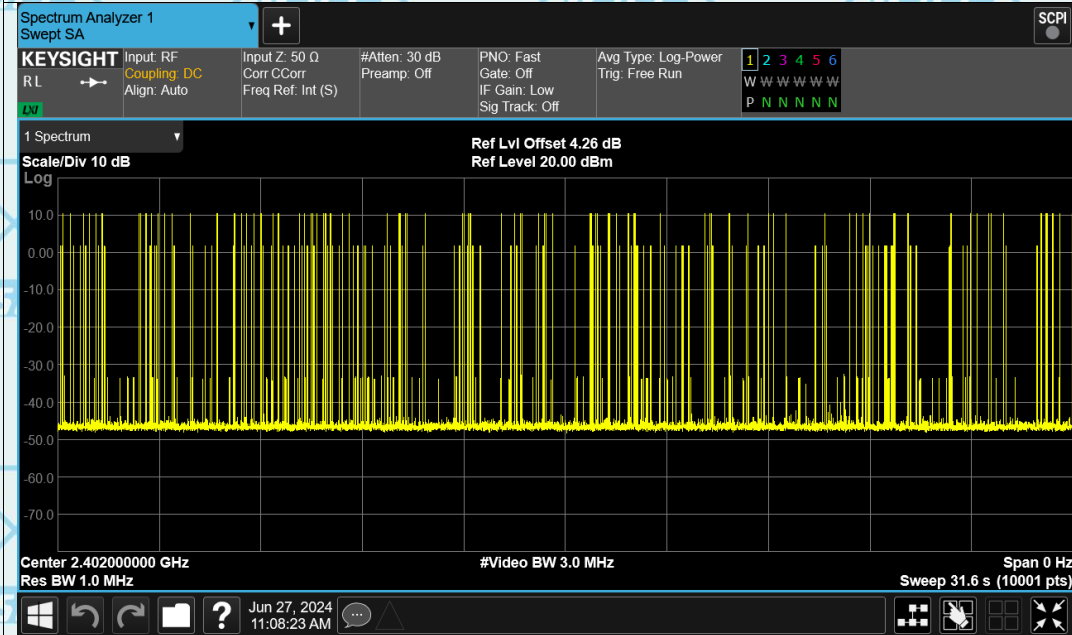 Spectrum Analyzer 1
Swept SA
+
SCPI
KEYSIGHT
RL
LXI
Input: RF
Coupling: DC
Align: Auto
Input Z: 50 Ω
Corr CCorr
Freq Ref: Int (S)
#Atten: 30 dB
Preamp: Off
PNO: Fast
Gate: Off
IF Gain: Low
Sig Track: Off
Avg Type: Log-Power
Trig: Free Run
1 2 3 4 5 6
W W W W W W
P N N N N N
1 Spectrum
Scale/Div 10 dB
Ref Lvl Offset 4.26 dB
Ref Level 20.00 dBm
Log
10.0
0.00
-10.0
-20.0
-30.0
-40.0
-50.0
-60.0
-70.0
Center 2.402000000 GHz
#Video BW 3.0 MHz
Span 0 Hz
Res BW 1.0 MHz
Sweep 31.6 s (10001 pts)
?
Jun 27, 2024
11:08:23 AM